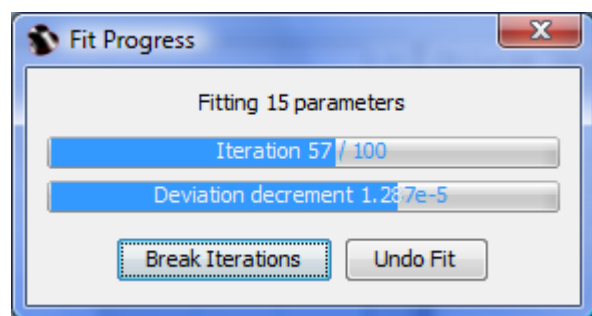 Fit Progress
Fitting 15 parameters
Iteration 57 / 100
Deviation decrement 1.287e-5
Break Iterations Undo Fit